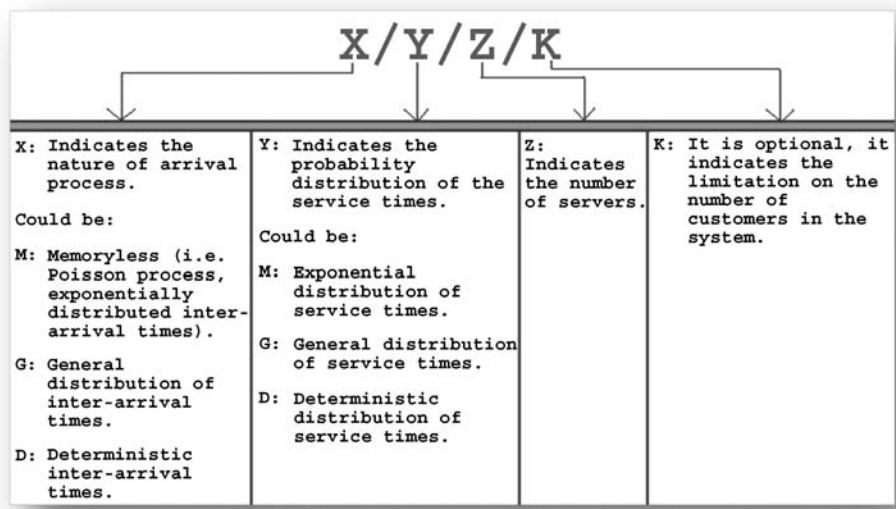 X/Y/Z/K
X: Indicates the
nature of arrival
process.
Could be:
M: Memoryless (i.e.
Poisson process,
exponentially
distributed inter-
arrival times).
G: General
distribution of
inter-arrival
times.
D: Deterministic
inter-arrival
times.
Y: Indicates the
probability
distribution of the
service times.
Could be:
M: Exponential
distribution of
service times.
G: General distribution
of service times.
D: Deterministic
distribution of
service times.
Z:
Indicates
the number
of servers.
K: It is optional, it
indicates the
limitation on the
number of
customers in the
system.